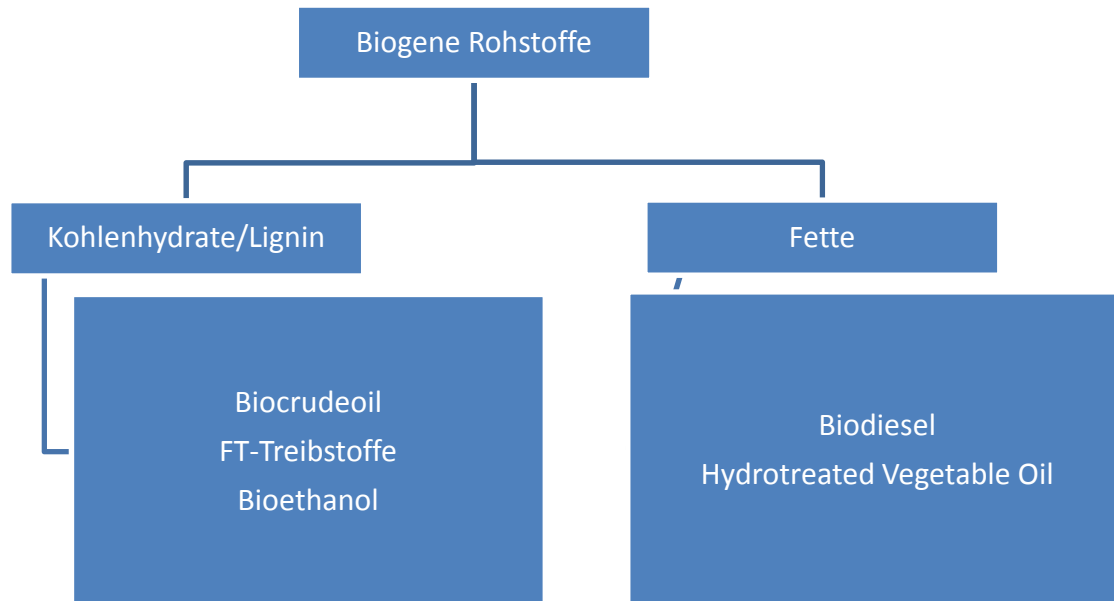 Biogene Rohstoffe
Kohlenhydrate/Lignin
Fette
Biocrudeoil
FT-Treibstoffe
Bioethanol
Biodiesel
Hydrotreated Vegetable Oil